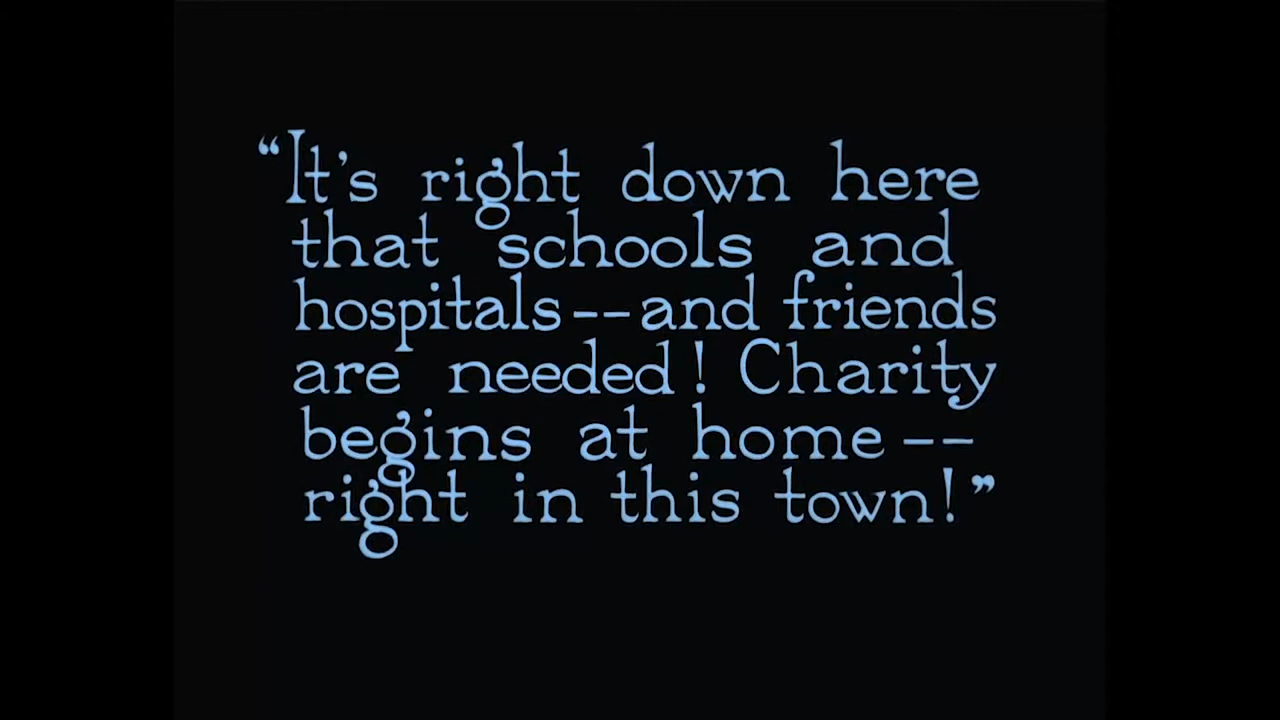 “It’s right down here
that schools and
hospitals--and friends
are needed! Charity
begins at home--
right in this town!”